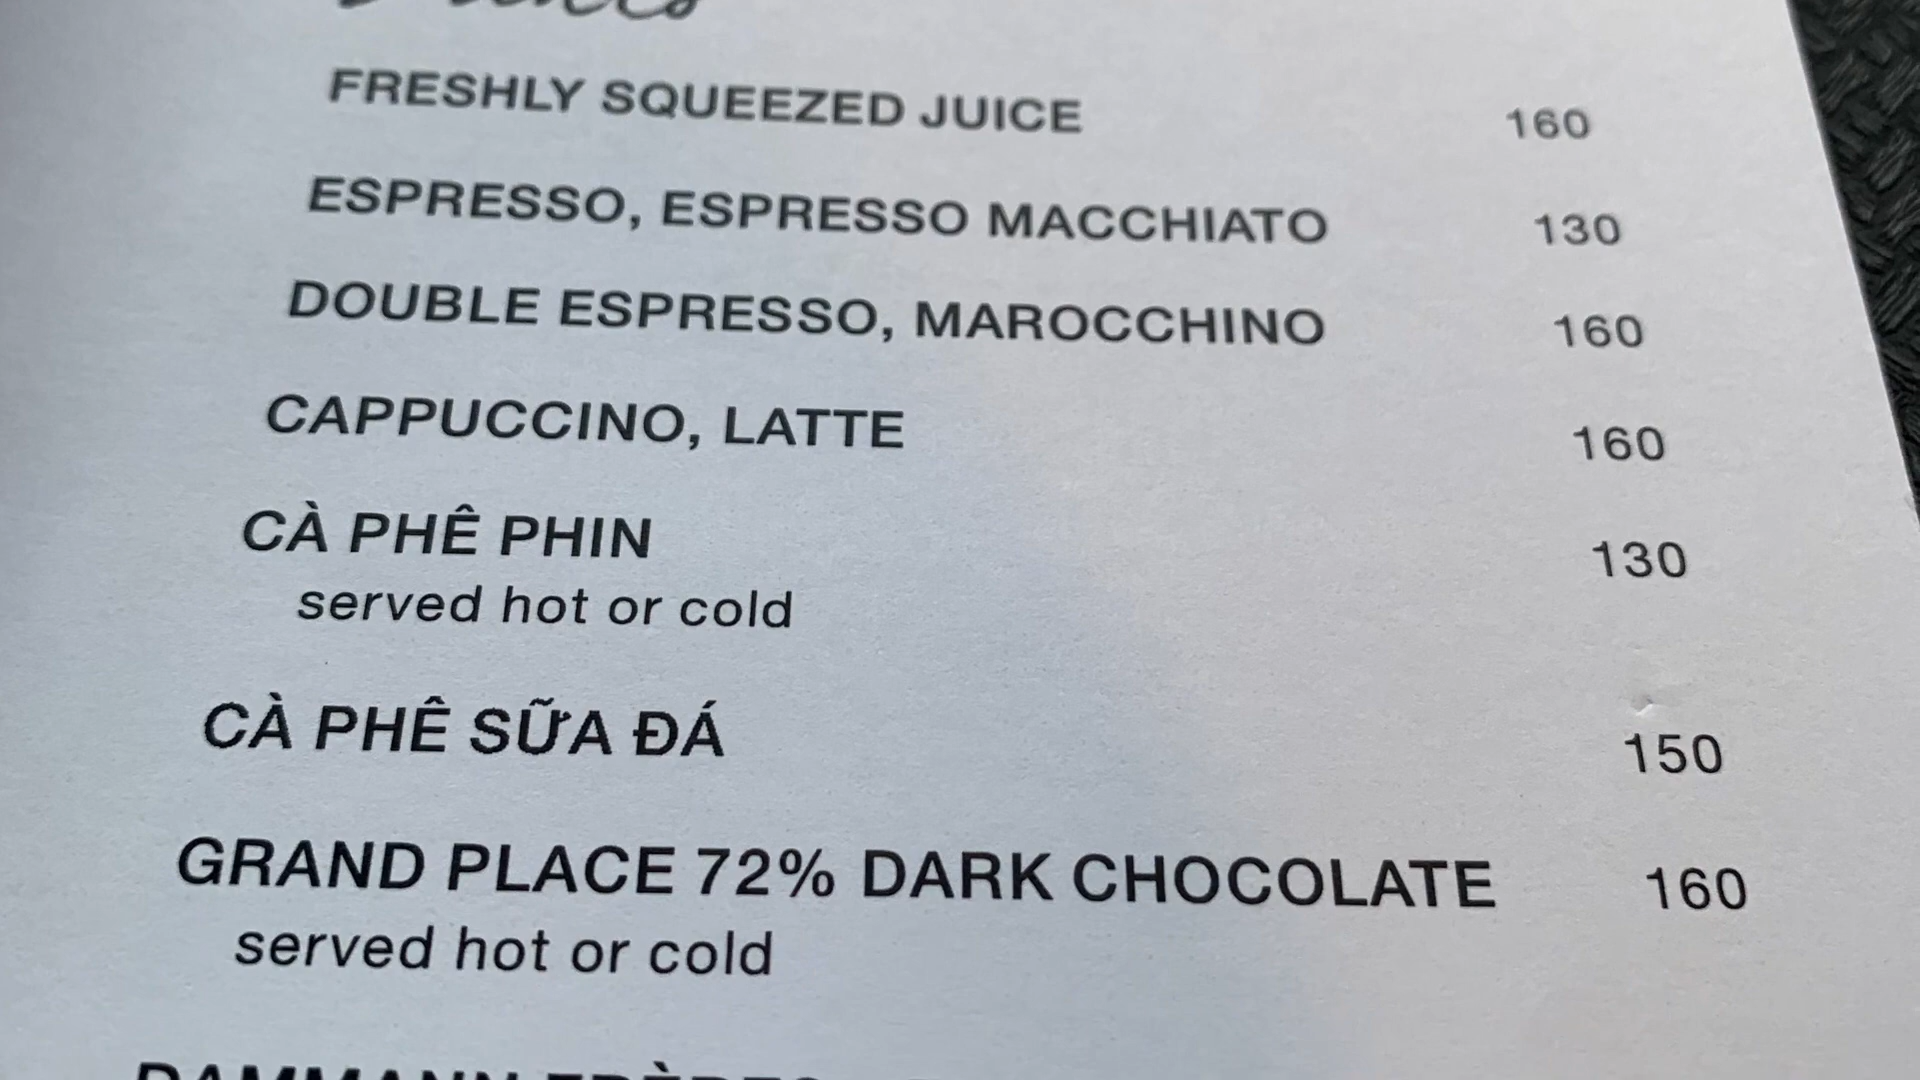 FRESHLY SQUEEZED JUICE 160
ESPRESSO, ESPRESSO MACCHIATO 130
DOUBLE ESPRESSO, MAROCCHINO 160
CAPPUCCINO, LATTE 160
CÀ PHÊ PHIN 130
served hot or cold
CÀ PHÊ SỮA ĐÁ 150
GRAND PLACE 72% DARK CHOCOLATE 160
served hot or cold
DAMMANN FRÈRES